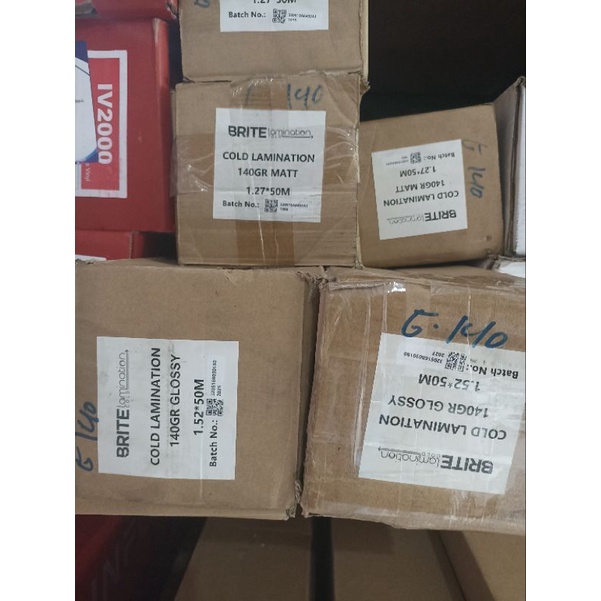 1.27*50M
Batch No.:
IV2000
E 140
BRITE lamination
COLD LAMINATION
140GR MATT
1.27*50M
Batch No.:
E 140
BRITE lamination
COLD LAMINATION
140GR MATT
1.27*50M
Batch No.:
E 140
BRITE lamination
COLD LAMINATION
140GR GLOSSY
1.52*50M
Batch No.:
E 140
BRITE lamination
COLD LAMINATION
140GR GLOSSY
1.52*50M
Batch No.: